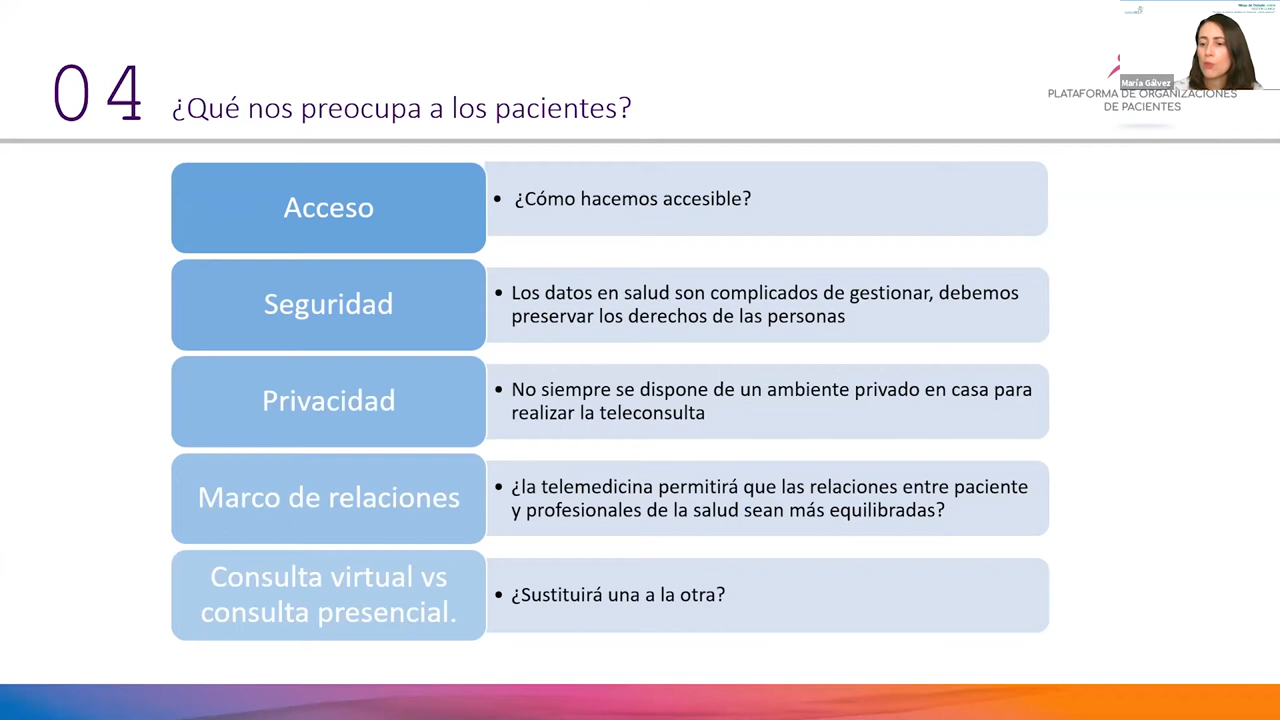 04 ¿Qué nos preocupa a los pacientes?
María Gálvez
PLATAFORMA DE ORGANIZACIONES
DE PACIENTES
Acceso
• ¿Cómo hacemos accesible?
Seguridad
• Los datos en salud son complicados de gestionar, debemos
preservar los derechos de las personas
Privacidad
• No siempre se dispone de un ambiente privado en casa para
realizar la teleconsulta
Marco de relaciones
• ¿la telemedicina permitirá que las relaciones entre paciente
y profesionales de la salud sean más equilibradas?
Consulta virtual vs
consulta presencial.
• ¿Sustituirá una a la otra?